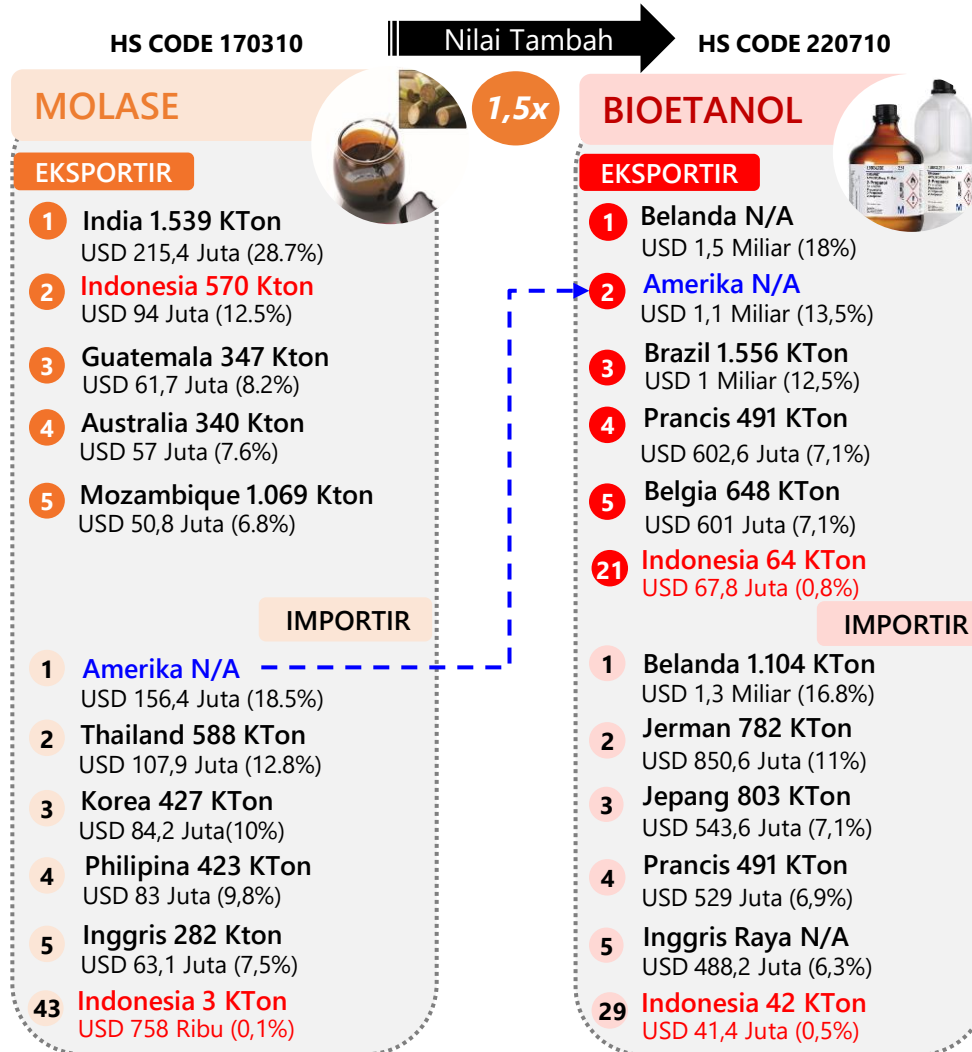 HS CODE 170310
Nilai Tambah
HS CODE 220710
1,5x
MOLASE
EKSPORTIR
1
India 1.539 KTon
USD 215,4 Juta (28.7%)
2
Indonesia 570 Kton
USD 94 Juta (12.5%)
3
Guatemala 347 Kton
USD 61,7 Juta (8.2%)
4
Australia 340 Kton
USD 57 Juta (7.6%)
5
Mozambique 1.069 Kton
USD 50,8 Juta (6.8%)
IMPORTIR
1
Amerika N/A
USD 156,4 Juta (18.5%)
2
Thailand 588 KTon
USD 107,9 Juta (12.8%)
3
Korea 427 KTon
USD 84,2 Juta(10%)
4
Philipina 423 KTon
USD 83 Juta (9,8%)
5
Inggris 282 Kton
USD 63,1 Juta (7,5%)
43
Indonesia 3 KTon
USD 758 Ribu (0,1%)
BIOETANOL
EKSPORTIR
1
Belanda N/A
USD 1,5 Miliar (18%)
2
Amerika N/A
USD 1,1 Miliar (13,5%)
3
Brazil 1.556 KTon
USD 1 Miliar (12,5%)
4
Prancis 491 KTon
USD 602,6 Juta (7,1%)
5
Belgia 648 KTon
USD 601 Juta (7,1%)
21
Indonesia 64 KTon
USD 67,8 Juta (0,8%)
IMPORTIR
1
Belanda 1.104 KTon
USD 1,3 Miliar (16.8%)
2
Jerman 782 KTon
USD 850,6 Juta (11%)
3
Jepang 803 KTon
USD 543,6 Juta (7,1%)
4
Prancis 491 KTon
USD 529 Juta (6,9%)
5
Inggris Raya N/A
USD 488,2 Juta (6,3%)
29
Indonesia 42 KTon
USD 41,4 Juta (0,5%)